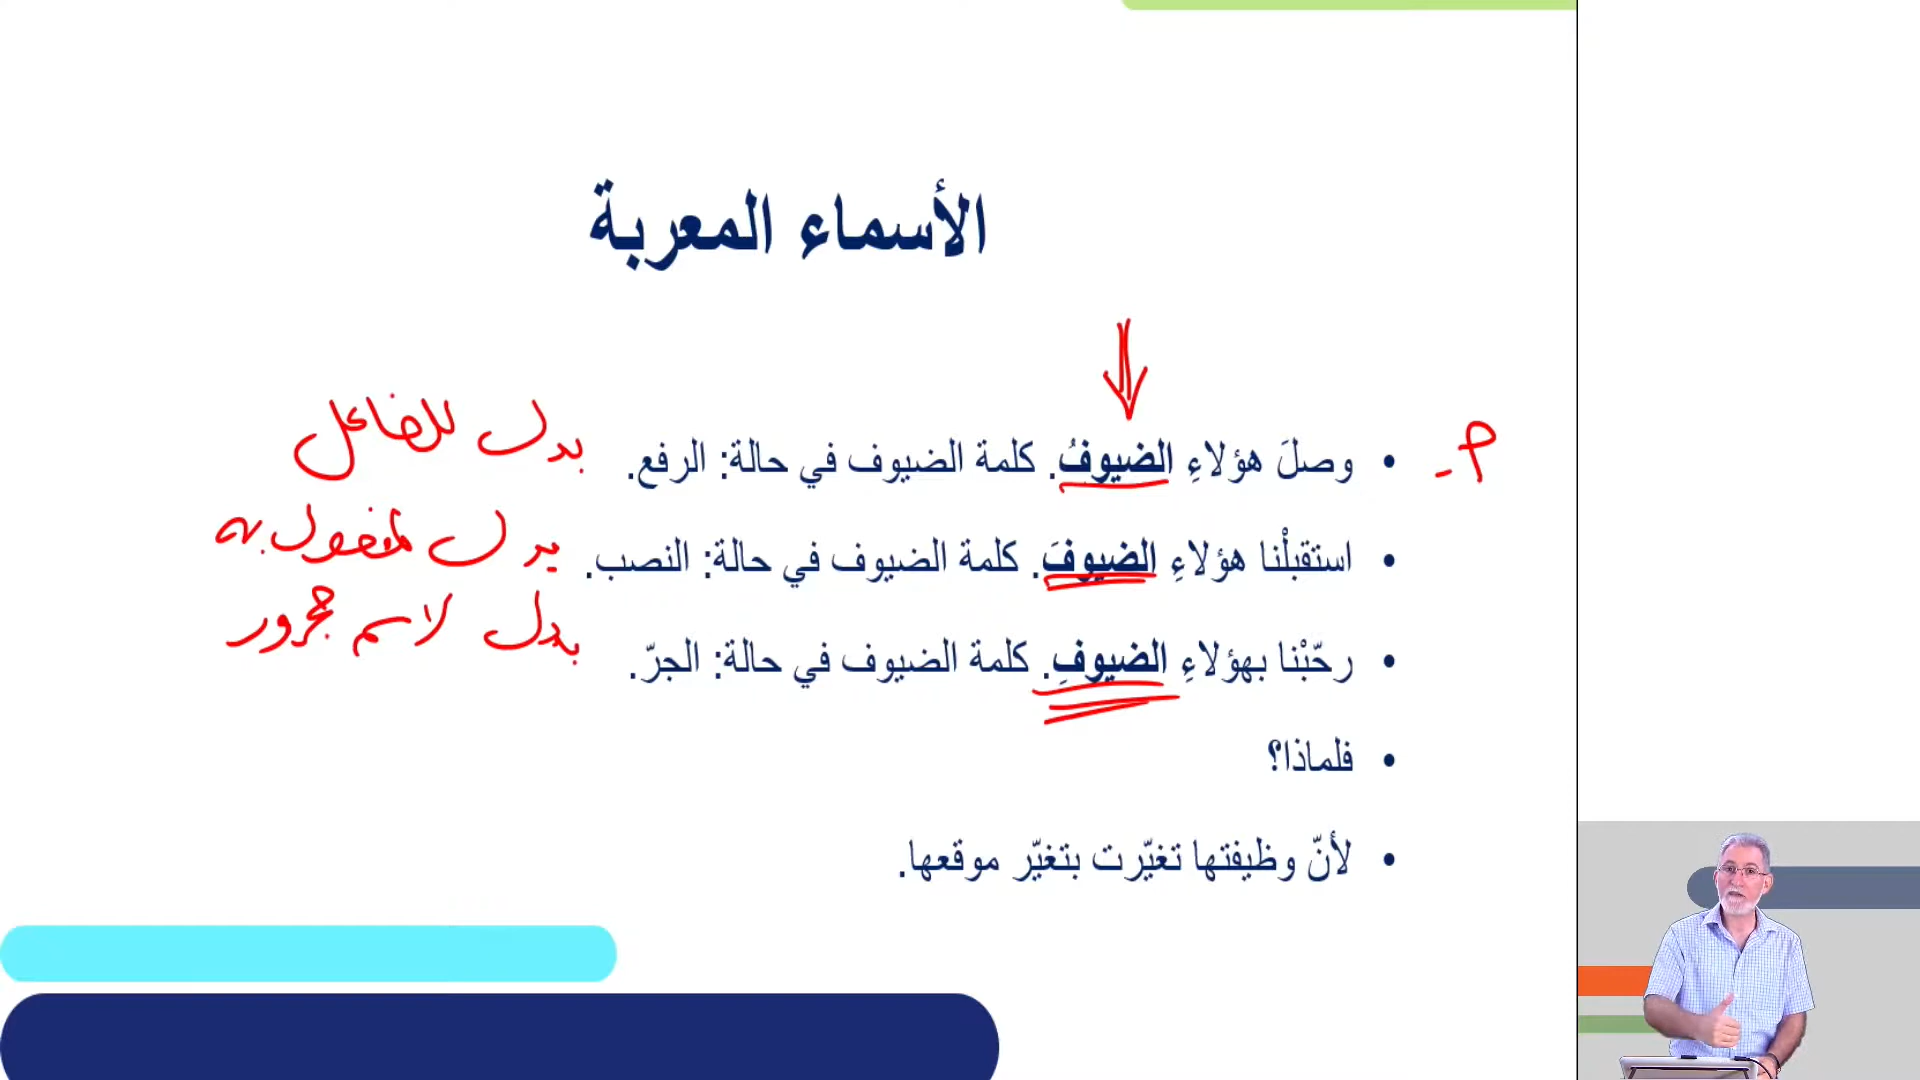 الأسماء المعربة
م-
• وصلَ هؤلاءِ الضيوفُ. كلمة الضيوف في حالة: الرفع. بدل للفاعل
• استقبلْنا هؤلاءِ الضيوفَ. كلمة الضيوف في حالة: النصب. بدل لمفعول به
• رحّبْنا بهؤلاءِ الضيوفِ. كلمة الضيوف في حالة: الجرّ. بدل لاسم مجرور
• فلماذا؟
• لأنّ وظيفتها تغيّرت بتغيّر موقعها.